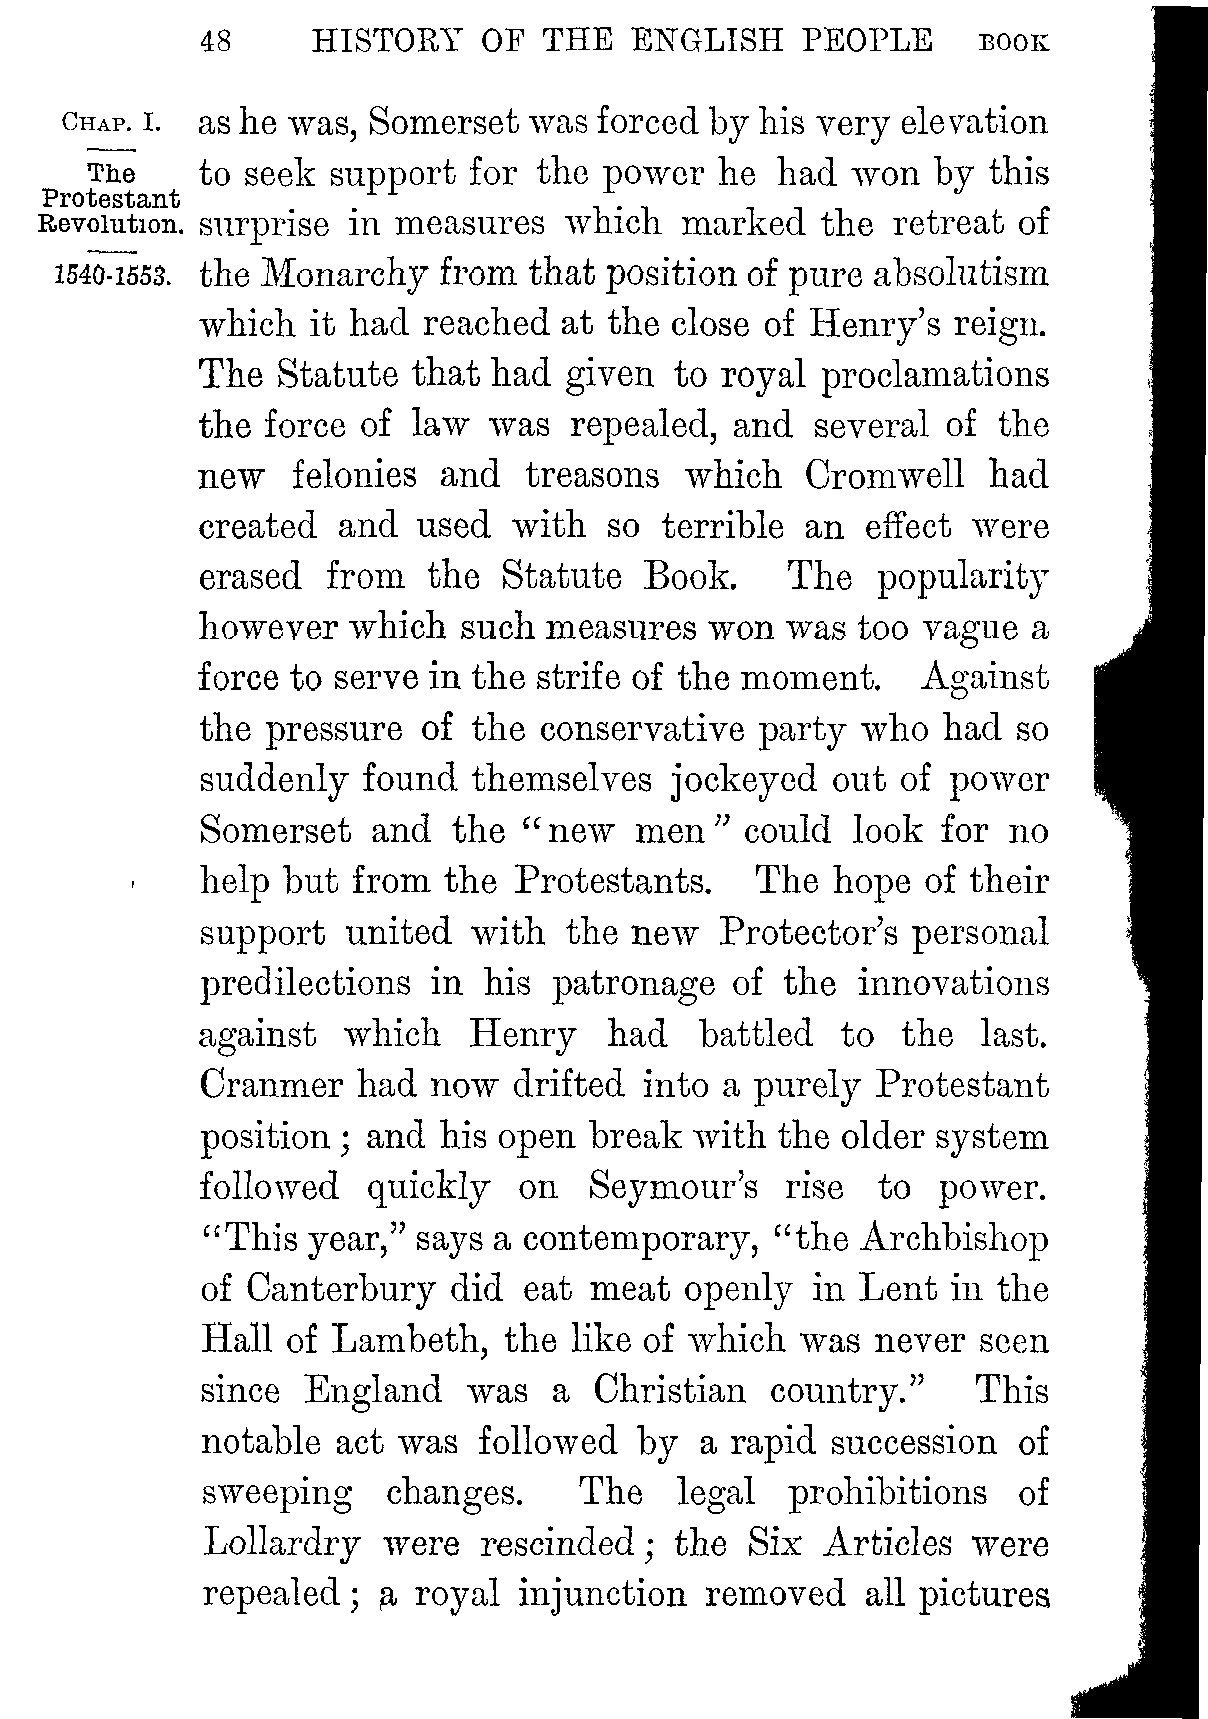 48 HISTORY OF THE ENGLISH PEOPLE BOOK
CHAP. I.
The
Protestant
Revolution.
1540-1553.
as he was, Somerset was forced by his very elevation
to seek support for the power he had won by this
surprise in measures which marked the retreat of
the Monarchy from that position of pure absolutism
which it had reached at the close of Henry's reign.
The Statute that had given to royal proclamations
the force of law was repealed, and several of the
new felonies and treasons which Cromwell had
created and used with so terrible an effect were
erased from the Statute Book. The popularity
however which such measures won was too vague a
force to serve in the strife of the moment. Against
the pressure of the conservative party who had so
suddenly found themselves jockeyed out of power
Somerset and the "new men" could look for no
help but from the Protestants. The hope of their
support united with the new Protector's personal
predilections in his patronage of the innovations
against which Henry had battled to the last.
Cranmer had now drifted into a purely Protestant
position; and his open break with the older system
followed quickly on Seymour's rise to power.
"This year," says a contemporary, "the Archbishop
of Canterbury did eat meat openly in Lent in the
Hall of Lambeth, the like of which was never seen
since England was a Christian country." This
notable act was followed by a rapid succession of
sweeping changes. The legal prohibitions of
Lollardry were rescinded; the Six Articles were
repealed; a royal injunction removed all pictures